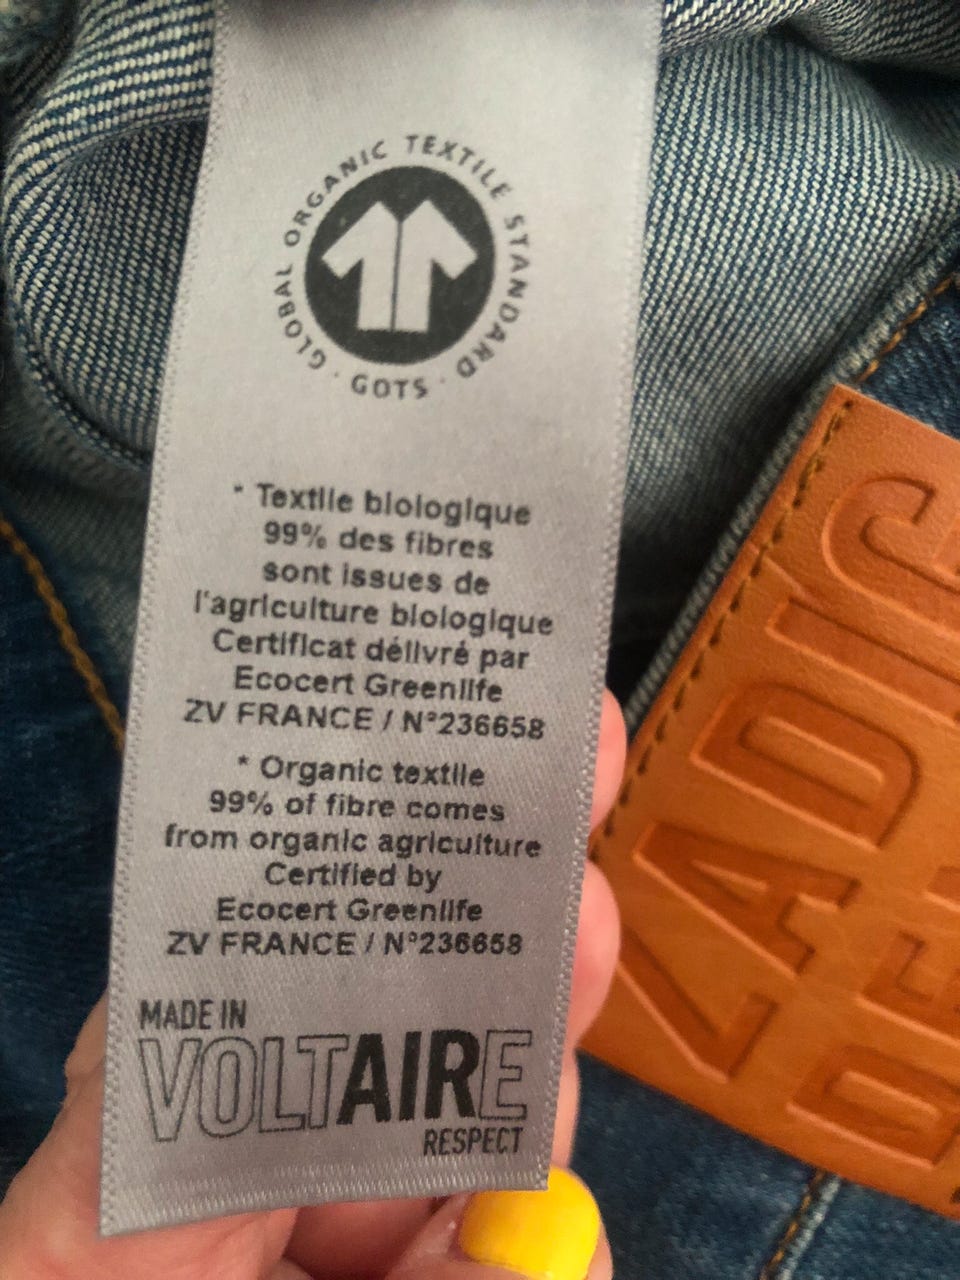 GLOBAL ORGANIC TEXTILE STANDARD
· GOTS ·
* Textile biologique
99% des fibres
sont issues de
l'agriculture biologique
Certificat délivré par
Ecocert Greenlife
ZV FRANCE / N°236658
* Organic textile
99% of fibre comes
from organic agriculture
Certified by
Ecocert Greenlife
ZV FRANCE / N°236658
MADE IN
VOLTAIRE
RESPECT
ZADIG